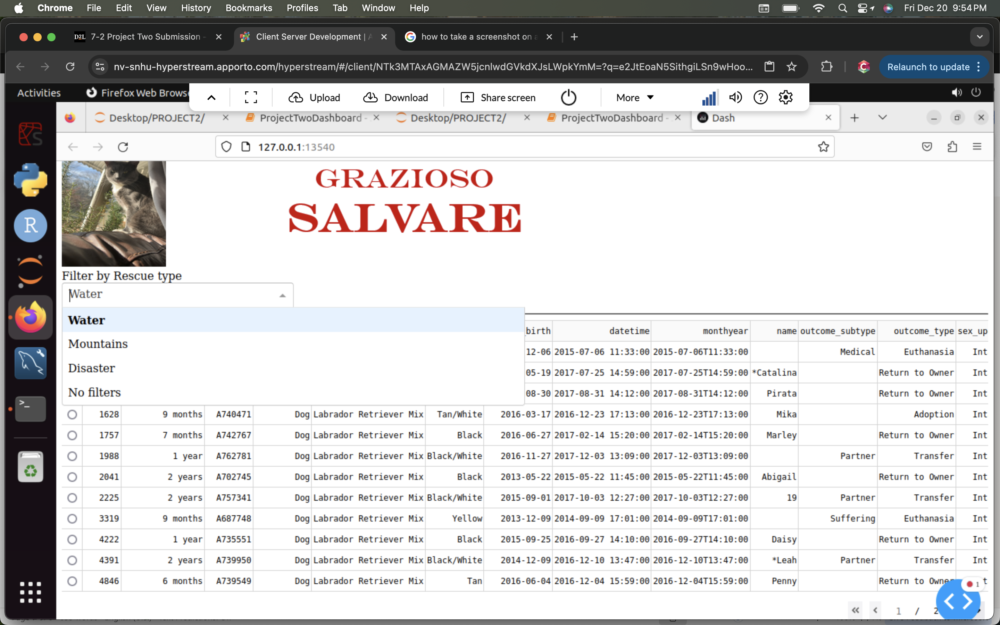 Chrome File Edit View History Bookmarks Profiles Tab Window Help Fri Dec 20 9:54 PM
D2L 7-2 Project Two Submission - Client Server Development | A how to take a screenshot on a
nv-snhu-hyperstream.apporto.com/hyperstream/#/client/NTk3MTAxAGMAZW5jcnlwdGVkdXJsLWpkYmM=?q=e2JtEoaN5SithgiLSn9wHoo... Relaunch to update
Activities Firefox Web Browse Upload Download Share screen More
Desktop/PROJECT2/ ProjectTwoDashboard - Desktop/PROJECT2/ ProjectTwoDashboard - Dash
127.0.0.1:13540
GRAZIOSO
SALVARE
Filter by Rescue type
Water
Water
Mountains
Disaster
No filters
_birth datetime monthyear name outcome_subtype outcome_type sex_up
12-06 2015-07-06 11:33:00 2015-07-06T11:33:00 Medical Euthanasia Int
05-19 2017-07-25 14:59:00 2017-07-25T14:59:00 *Catalina Return to Owner Int
08-30 2017-08-31 14:12:00 2017-08-31T14:12:00 Pirata Return to Owner Int
1628 9 months A740471 Dog Labrador Retriever Mix Tan/White 2016-03-17 2016-12-23 17:13:00 2016-12-23T17:13:00 Mika Adoption Int
1757 7 months A742767 Dog Labrador Retriever Mix Black 2016-06-27 2017-02-14 15:20:00 2017-02-14T15:20:00 Marley Return to Owner Int
1988 1 year A762781 Dog Labrador Retriever Mix Black/White 2016-11-27 2017-12-03 13:09:00 2017-12-03T13:09:00 Partner Transfer Int
2041 2 years A702745 Dog Labrador Retriever Mix Black 2013-05-22 2015-05-22 11:45:00 2015-05-22T11:45:00 Abigail Return to Owner Int
2225 2 years A757341 Dog Labrador Retriever Mix Black/White 2015-09-01 2017-10-03 12:27:00 2017-10-03T12:27:00 19 Partner Transfer Int
3319 9 months A687748 Dog Labrador Retriever Mix Yellow 2013-12-09 2014-09-09 17:01:00 2014-09-09T17:01:00 Suffering Euthanasia Int
4222 1 year A735551 Dog Labrador Retriever Mix Black 2015-09-25 2016-09-27 14:10:00 2016-09-27T14:10:00 Daisy Return to Owner Int
4391 2 years A739950 Dog Labrador Retriever Mix Black/White 2014-12-09 2016-12-10 13:47:00 2016-12-10T13:47:00 *Leah Partner Transfer Int
4846 6 months A739549 Dog Labrador Retriever Mix Tan 2016-06-04 2016-12-04 15:59:00 2016-12-04T15:59:00 Penny Return to Owner t
1
1 / 2